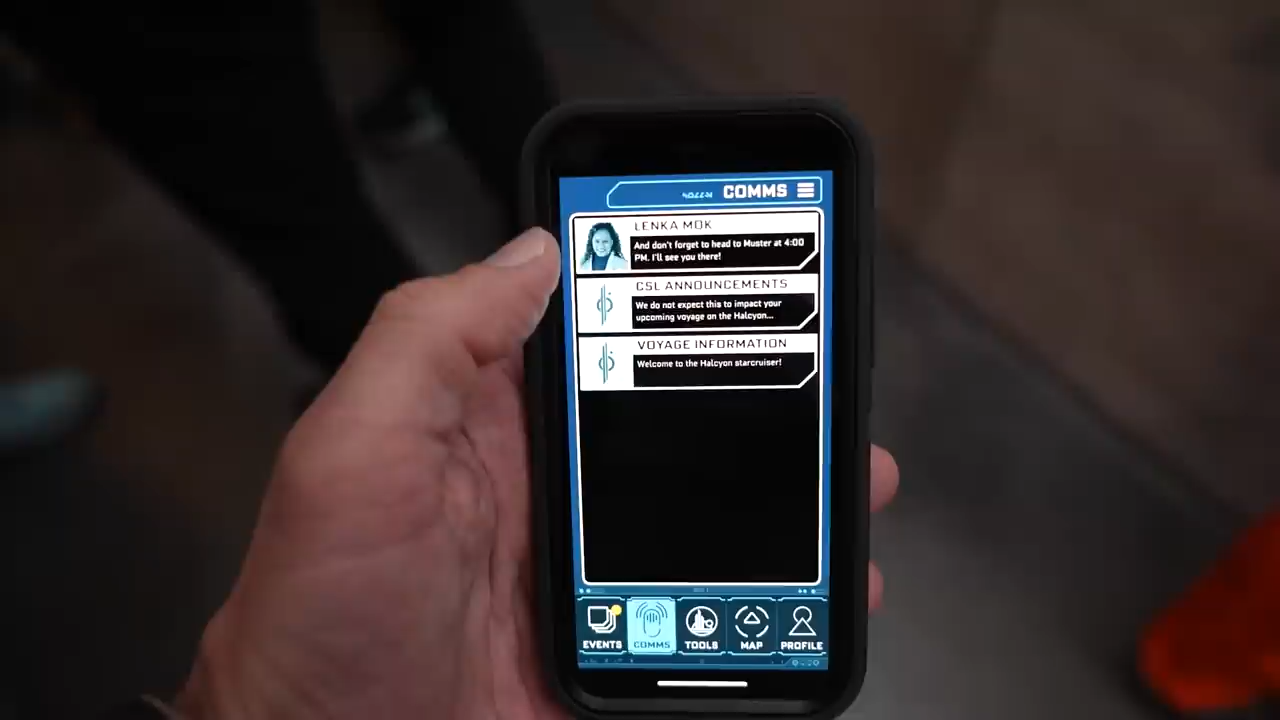 COMMS
LENKA MOK
And don't forget to head to Muster at 4:00
PM. I'll see you there!
CSL ANNOUNCEMENTS
We do not expect this to impact your
upcoming voyage on the Halcyon...
VOYAGE INFORMATION
Welcome to the Halcyon starcruiser!
EVENTS
COMMS
TOOLS
MAP
PROFILE